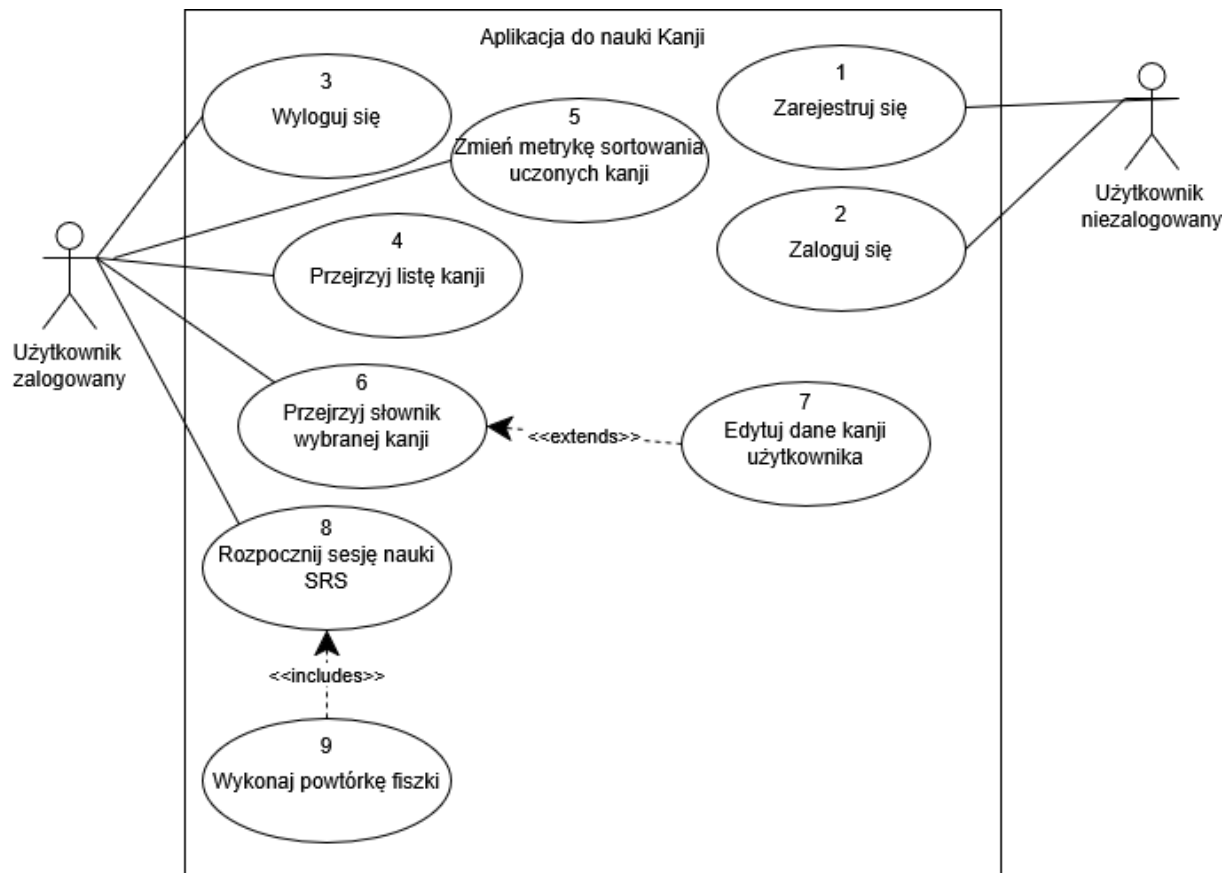 Aplikacja do nauki Kanji
3
Wyloguj się
5
Zmień metrykę sortowania
uczonych kanji
1
Zarejestruj się
Użytkownik
niezalogowany
4
Przejrzyj listę kanji
2
Zaloguj się
Użytkownik
zalogowany
6
Przejrzyj słownik
wybranej kanji
<<extends>>
7
Edytuj dane kanji
użytkownika
8
Rozpocznij sesję nauki
SRS
<<includes>>
9
Wykonaj powtórkę fiszki